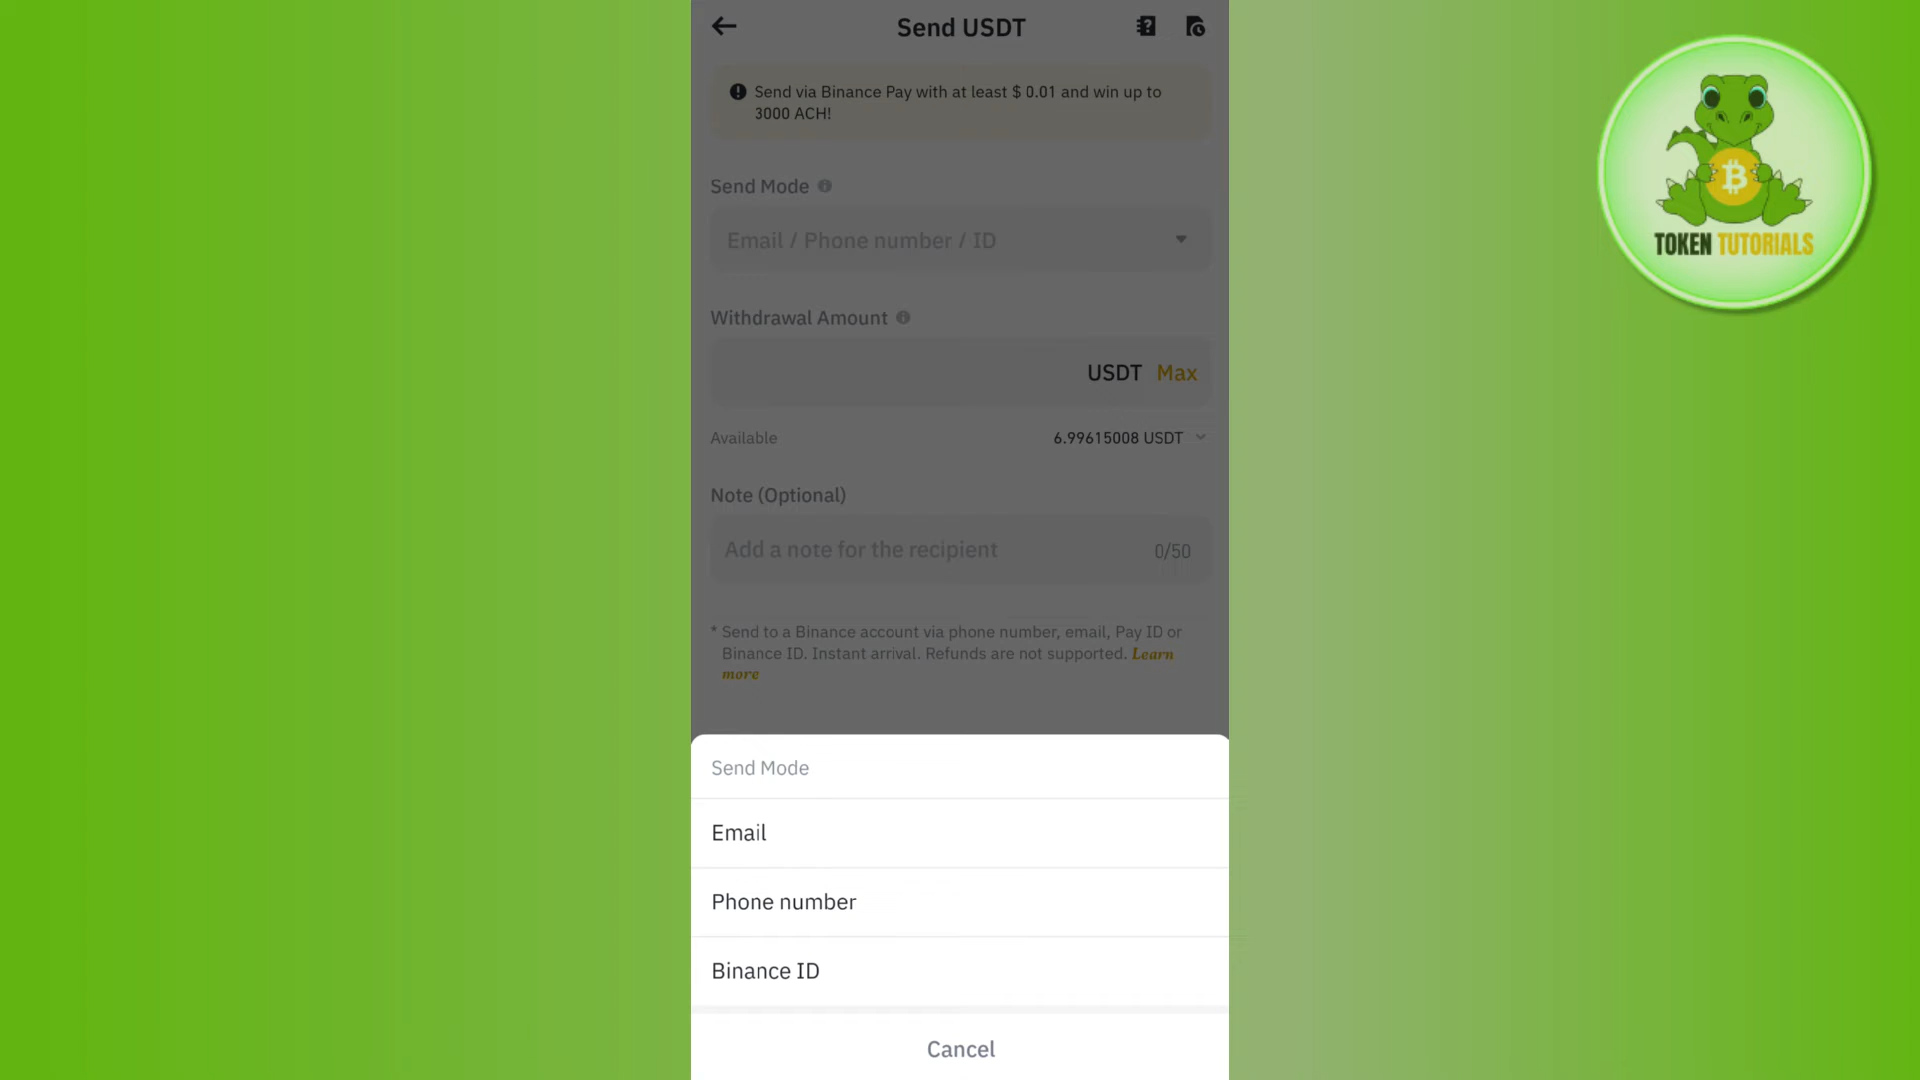 Send USDT
Send via Binance Pay with at least $ 0.01 and win up to
3000 ACH!
Send Mode
Email / Phone number / ID
Withdrawal Amount
USDT Max
Available 6.99615008 USDT
Note (Optional)
Add a note for the recipient 0/50
* Send to a Binance account via phone number, email, Pay ID or
Binance ID. Instant arrival. Refunds are not supported. Learn
more
Send Mode
Email
Phone number
Binance ID
Cancel
TOKEN TUTORIALS